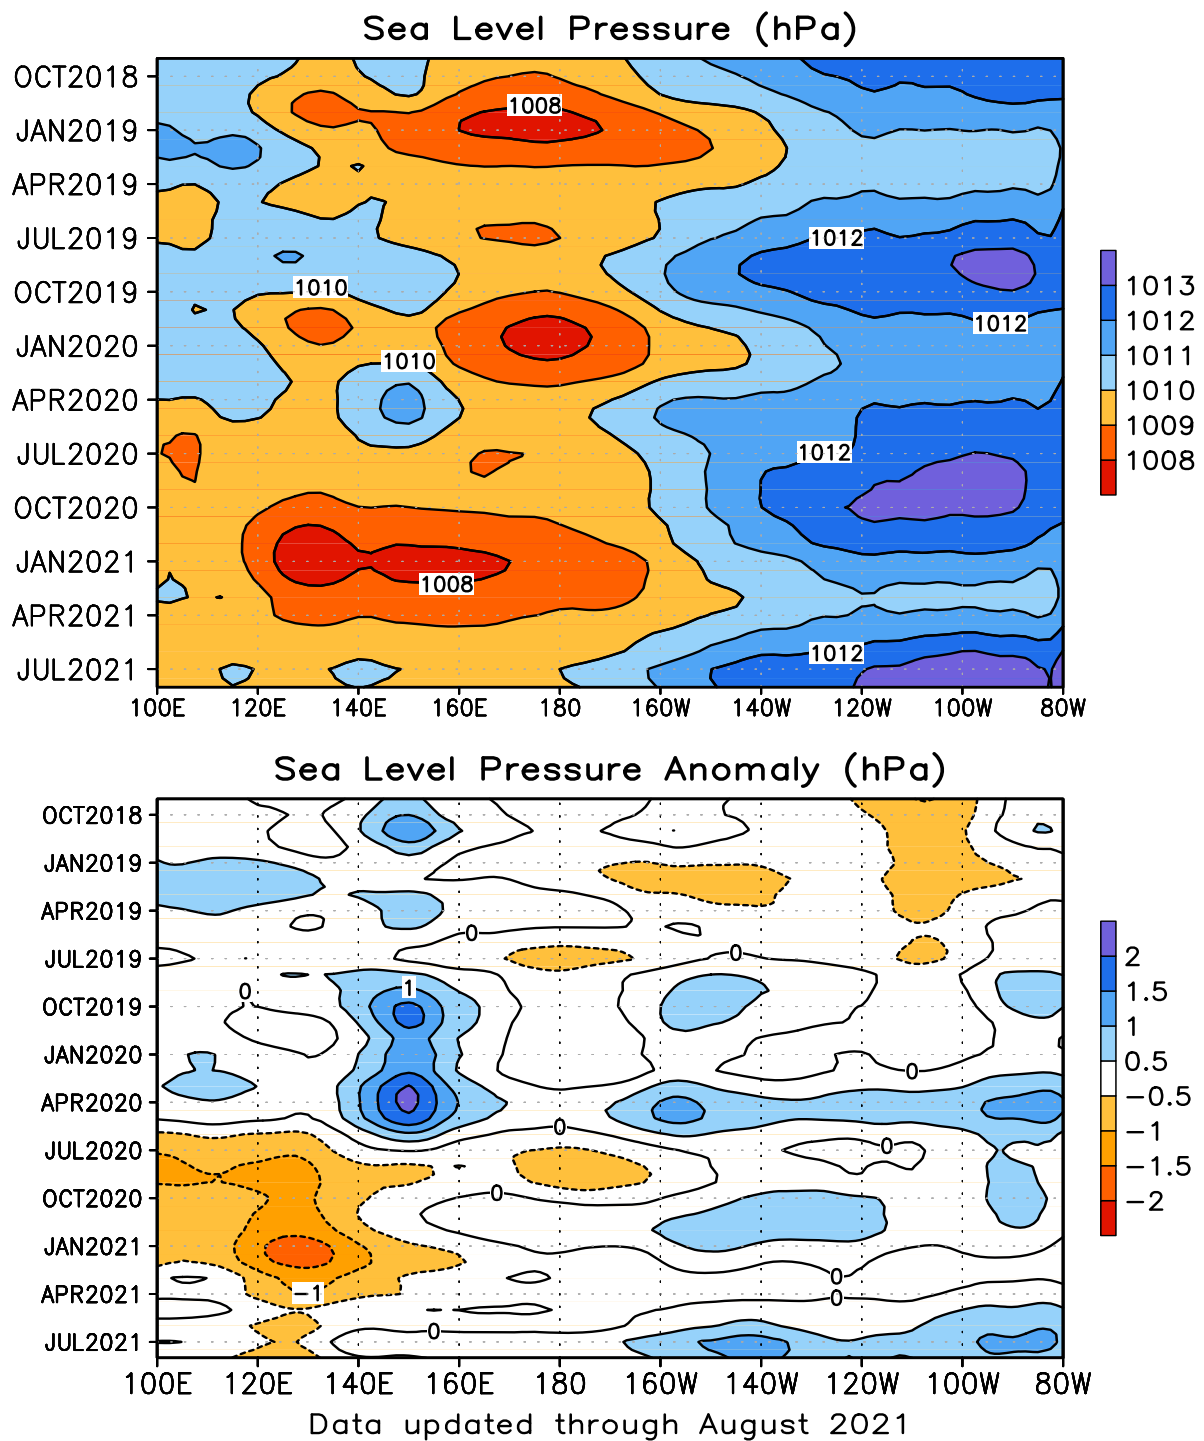 Sea Level Pressure (hPa)
OCT2018
1008
JAN2019
APR2019
JUL2019
1012
1010
OCT2019
1012
JAN2020
1010
APR2020
JUL2020
1012
OCT2020
JAN2021
1008
APR2021
1012
JUL2021
100E 120E 140E 160E 180 160W 140W 120W 100W 80W
1013
1012
1011
1010
1009
1008
Sea Level Pressure Anomaly (hPa)
OCT2018
JAN2019
APR2019
0
JUL2019
0
0
1
OCT2019
JAN2020
0
APR2020
0
JUL2020
0
OCT2020
0
JAN2021
0
APR2021
−1
0
0
JUL2021
100E 120E 140E 160E 180 160W 140W 120W 100W 80W
2
1.5
1
0.5
−0.5
−1
−1.5
−2
Data updated through August 2021